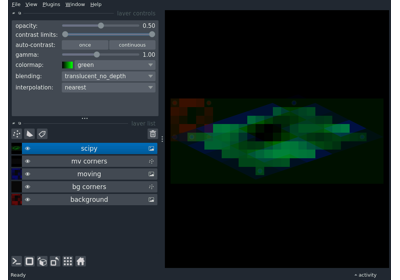 File View Plugins Window Help
layer controls
opacity: 0.50
contrast limits:
auto-contrast: once continuous
gamma: 1.00
colormap: green
blending: translucent_no_depth
interpolation: nearest
layer list
scipy
mv corners
moving
bg corners
background
Ready activity